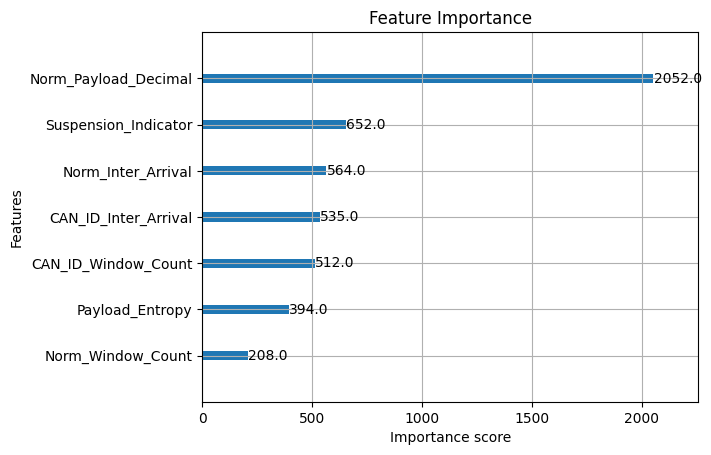 Feature Importance
Norm_Payload_Decimal 2052.0
Suspension_Indicator 652.0
Norm_Inter_Arrival 564.0
CAN_ID_Inter_Arrival 535.0
CAN_ID_Window_Count 512.0
Payload_Entropy 394.0
Norm_Window_Count 208.0
Features
0 500 1000 1500 2000
Importance score